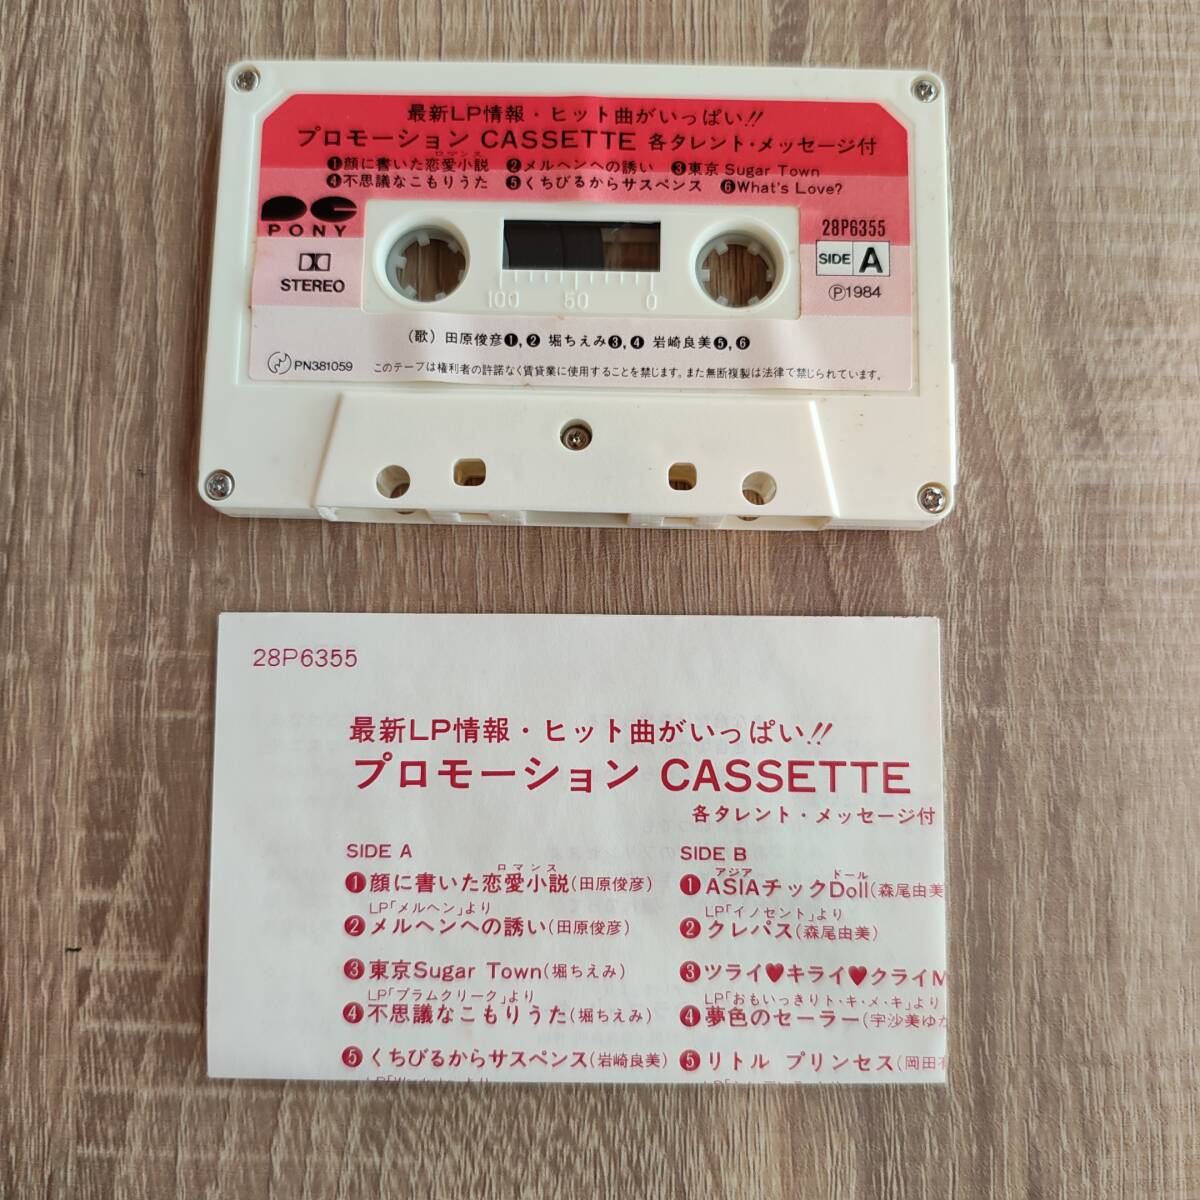 最新LP情報・ヒット曲がいっぱい!!
プロモーション CASSETTE 各タレント・メッセージ付
ロマンス
❶顔に書いた恋愛小説 ❷メルヘンへの誘い ❸東京 Sugar Town
❹不思議なこもりうた ❺くちびるからサスペンス ❻What's Love?
PONY
28P6355
SIDE A
STEREO
Ⓟ1984
100 50 0
(歌) 田原俊彦❶,❷ 堀ちえみ❸,❹ 岩崎良美❺,❻
PN381059 このテープは権利者の許諾なく賃貸業に使用することを禁じます。また無断複製は法律で禁じられています。
28P6355
最新LP情報・ヒット曲がいっぱい!!
プロモーション CASSETTE
各タレント・メッセージ付
SIDE A
ロマンス
❶顔に書いた恋愛小説(田原俊彦)
LP「メルヘン」より
❷メルヘンへの誘い(田原俊彦)
❸東京Sugar Town(堀ちえみ)
LP「プラムクリーク」より
❹不思議なこもりうた(堀ちえみ)
❺くちびるからサスペンス(岩崎良美)
SIDE B
アジア ドール
❶ASIAチックDoll(森尾由美
LP「イノセント」より
❷クレパス(森尾由美)
❸ツライ♥キライ♥クライM
LP「おもいっきりト・キ・メ・キ」より
❹夢色のセーラー(宇沙美ゆか
❺リトル プリンセス(岡田有